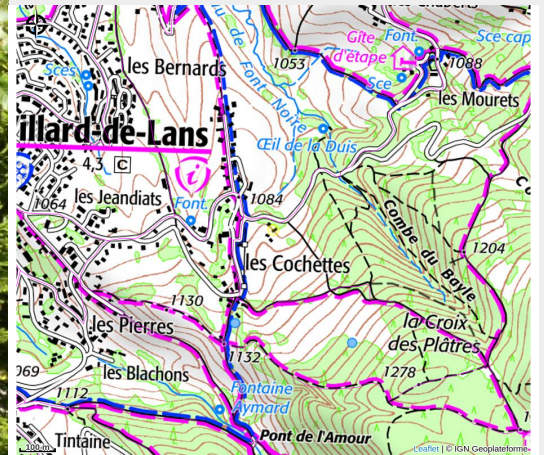 Font.
Gîte
d'étape
Sce cap
les Bernards
1053
1088
Sces
Sce
les Mourets
de Font Noire
illard-de-Lans
Œil de la Duis
4,3
C
i
les Jeandiats
1084
1064
Font.
Combe du Bayle
1204
les Cochettes
1130
les Pierres
la Croix
des Plâtres
1132
069
les Blachons
1278
1112
Fontaine
Aymard
Tintaine
Pont de l'Amour
100 m
Leaflet | © IGN Geoplateforme